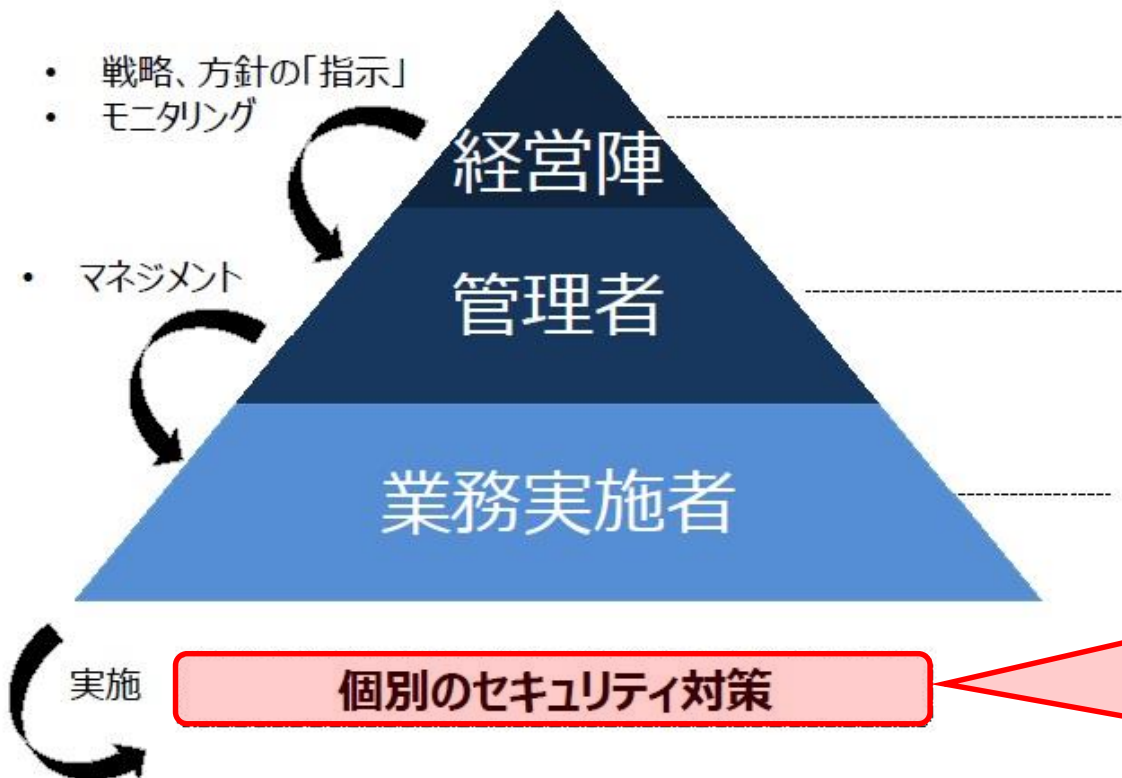 • 戦略、方針の「指示」
• モニタリング
経営陣
• マネジメント
管理者
業務実施者
実施
個別のセキュリティ対策